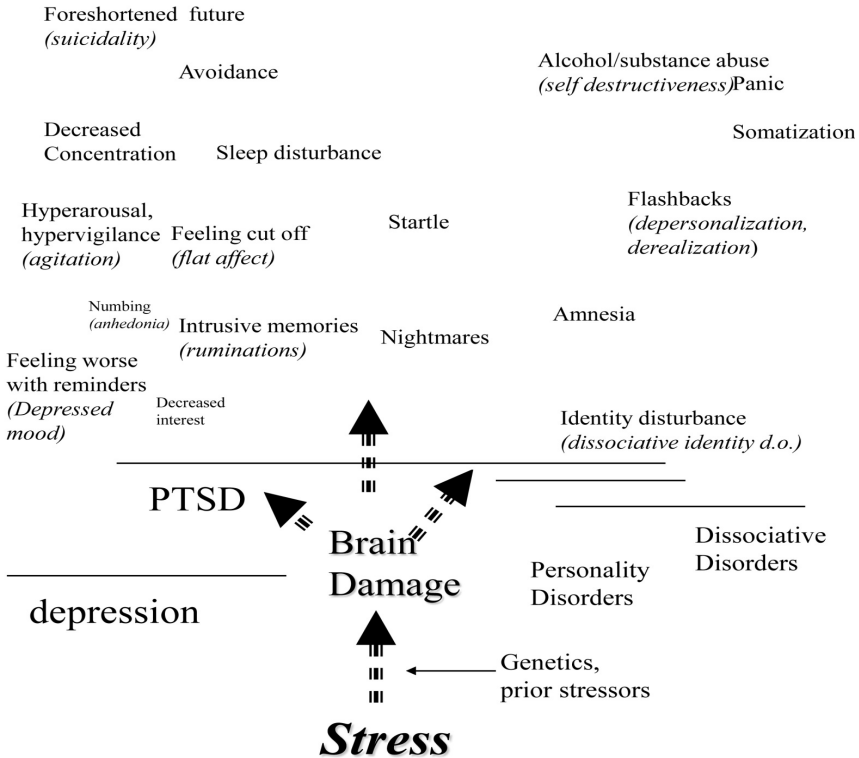 Foreshortened future
(suicidality)
Avoidance
Alcohol/substance abuse
(self destructiveness)
Panic
Decreased
Concentration
Sleep disturbance
Somatization
Hyperarousal,
hypervigilance
(agitation)
Feeling cut off
(flat affect)
Startle
Flashbacks
(depersonalization,
derealization)
Numbing
(anhedonia)
Intrusive memories
(ruminations)
Nightmares
Amnesia
Feeling worse
with reminders
(Depressed
mood)
Decreased
interest
Identity disturbance
(dissociative identity d.o.)
PTSD
Brain
Damage
Dissociative
Disorders
Personality
Disorders
depression
Genetics,
prior stressors
Stress